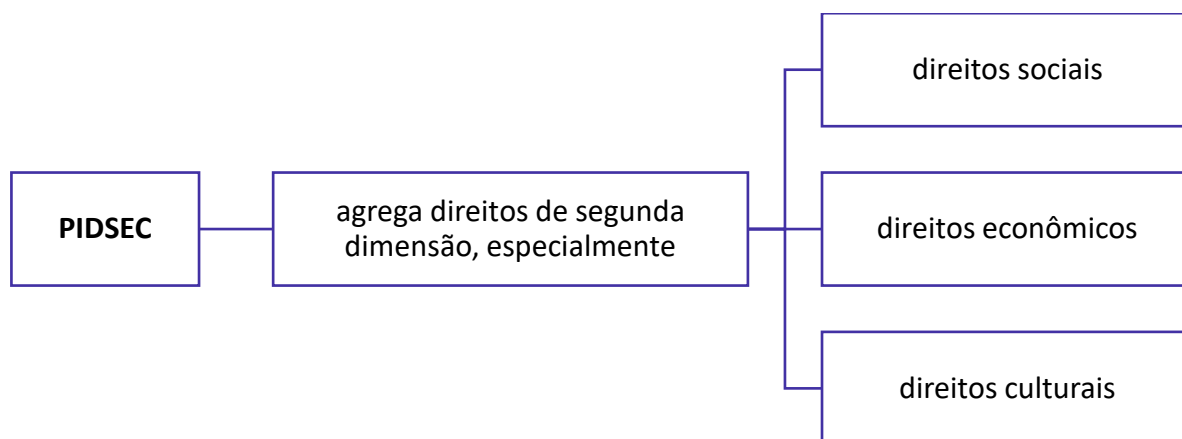 PIDSEC
agrega direitos de segunda
dimensão, especialmente
direitos sociais
direitos econômicos
direitos culturais